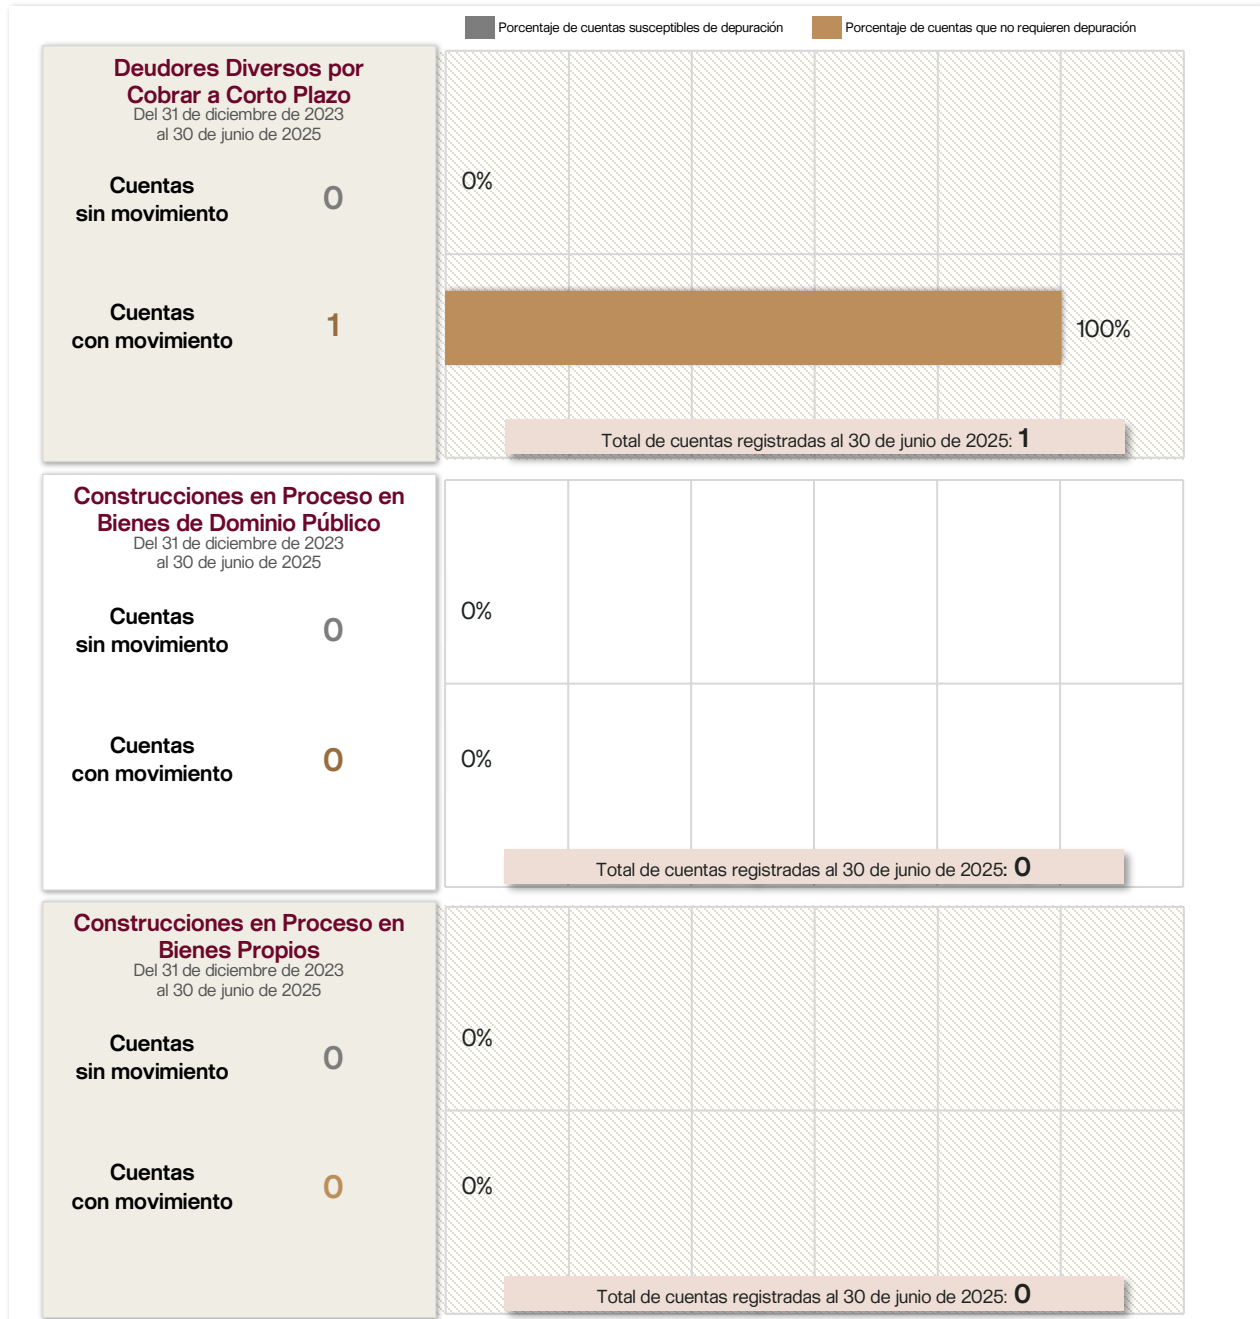 Porcentaje de cuentas susceptibles de depuración
Porcentaje de cuentas que no requieren depuración
Deudores Diversos por
Cobrar a Corto Plazo
Del 31 de diciembre de 2023
al 30 de junio de 2025
Cuentas
sin movimiento
0
0%
Cuentas
con movimiento
1
100%
Total de cuentas registradas al 30 de junio de 2025: 1
Construcciones en Proceso en
Bienes de Dominio Público
Del 31 de diciembre de 2023
al 30 de junio de 2025
Cuentas
sin movimiento
0
0%
Cuentas
con movimiento
0
0%
Total de cuentas registradas al 30 de junio de 2025: 0
Construcciones en Proceso en
Bienes Propios
Del 31 de diciembre de 2023
al 30 de junio de 2025
Cuentas
sin movimiento
0
0%
Cuentas
con movimiento
0
0%
Total de cuentas registradas al 30 de junio de 2025: 0